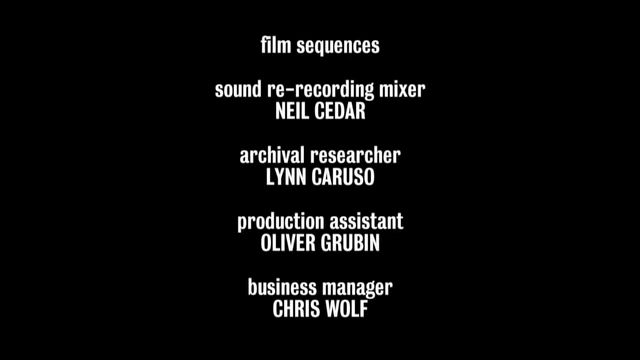 film sequences
sound re-recording mixer
NEIL CEDAR
archival researcher
LYNN CARUSO
production assistant
OLIVER GRUBIN
business manager
CHRIS WOLF